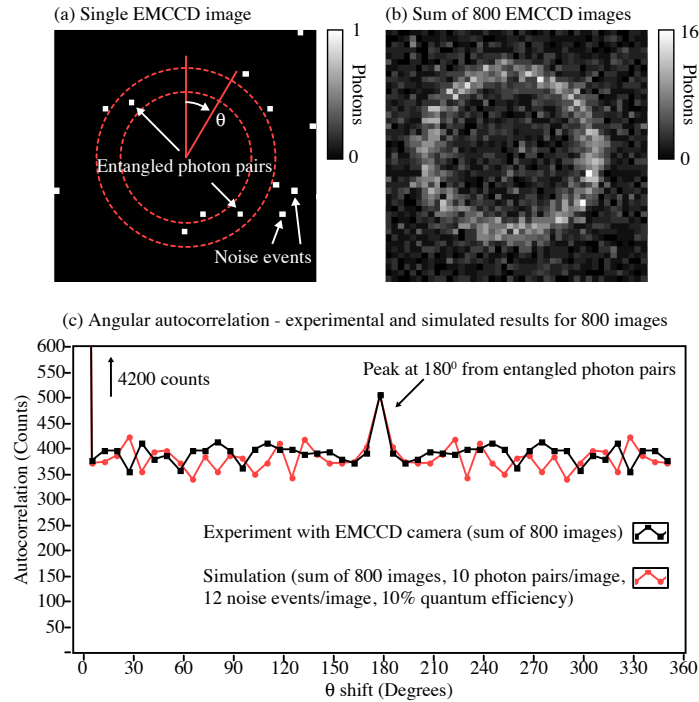 (a) Single EMCCD image
1
Photons
0
θ
Entangled photon pairs
Noise events
(b) Sum of 800 EMCCD images
16
Photons
0
(c) Angular autocorrelation - experimental and simulated results for 800 images
Autocorrelation (Counts)
600
550
500
450
400
350
300
250
200
150
100
50
4200 counts
Peak at 180⁰ from entangled photon pairs
Experiment with EMCCD camera (sum of 800 images)
Simulation (sum of 800 images, 10 photon pairs/image,
12 noise events/image, 10% quantum efficiency)
0 30 60 90 120 150 180 210 240 270 300 330 360
θ shift (Degrees)